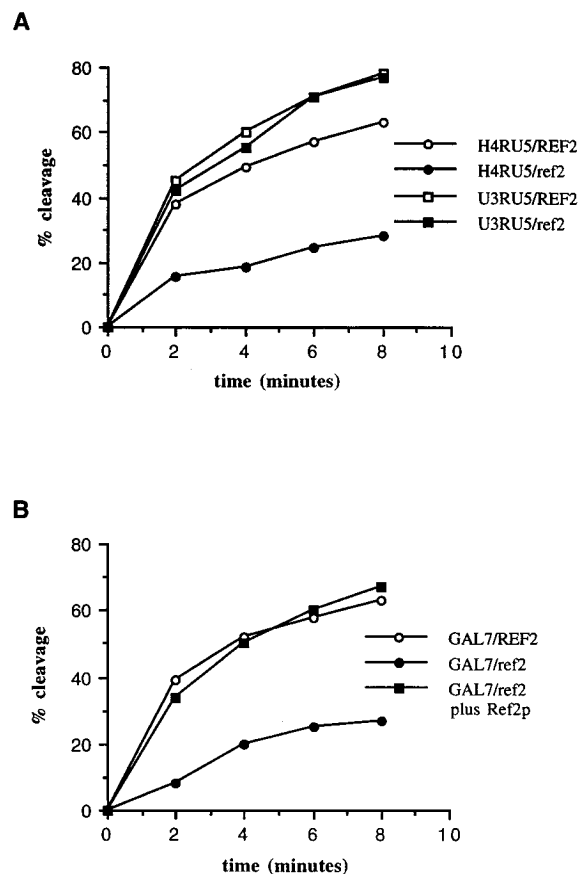 A
80
60
40
20
0
% cleavage
0 2 4 6 8 10
time (minutes)
H4RU5/REF2
H4RU5/ref2
U3RU5/REF2
U3RU5/ref2
B
80
60
40
20
0
% cleavage
0 2 4 6 8 10
time (minutes)
GAL7/REF2
GAL7/ref2
GAL7/ref2
plus Ref2p